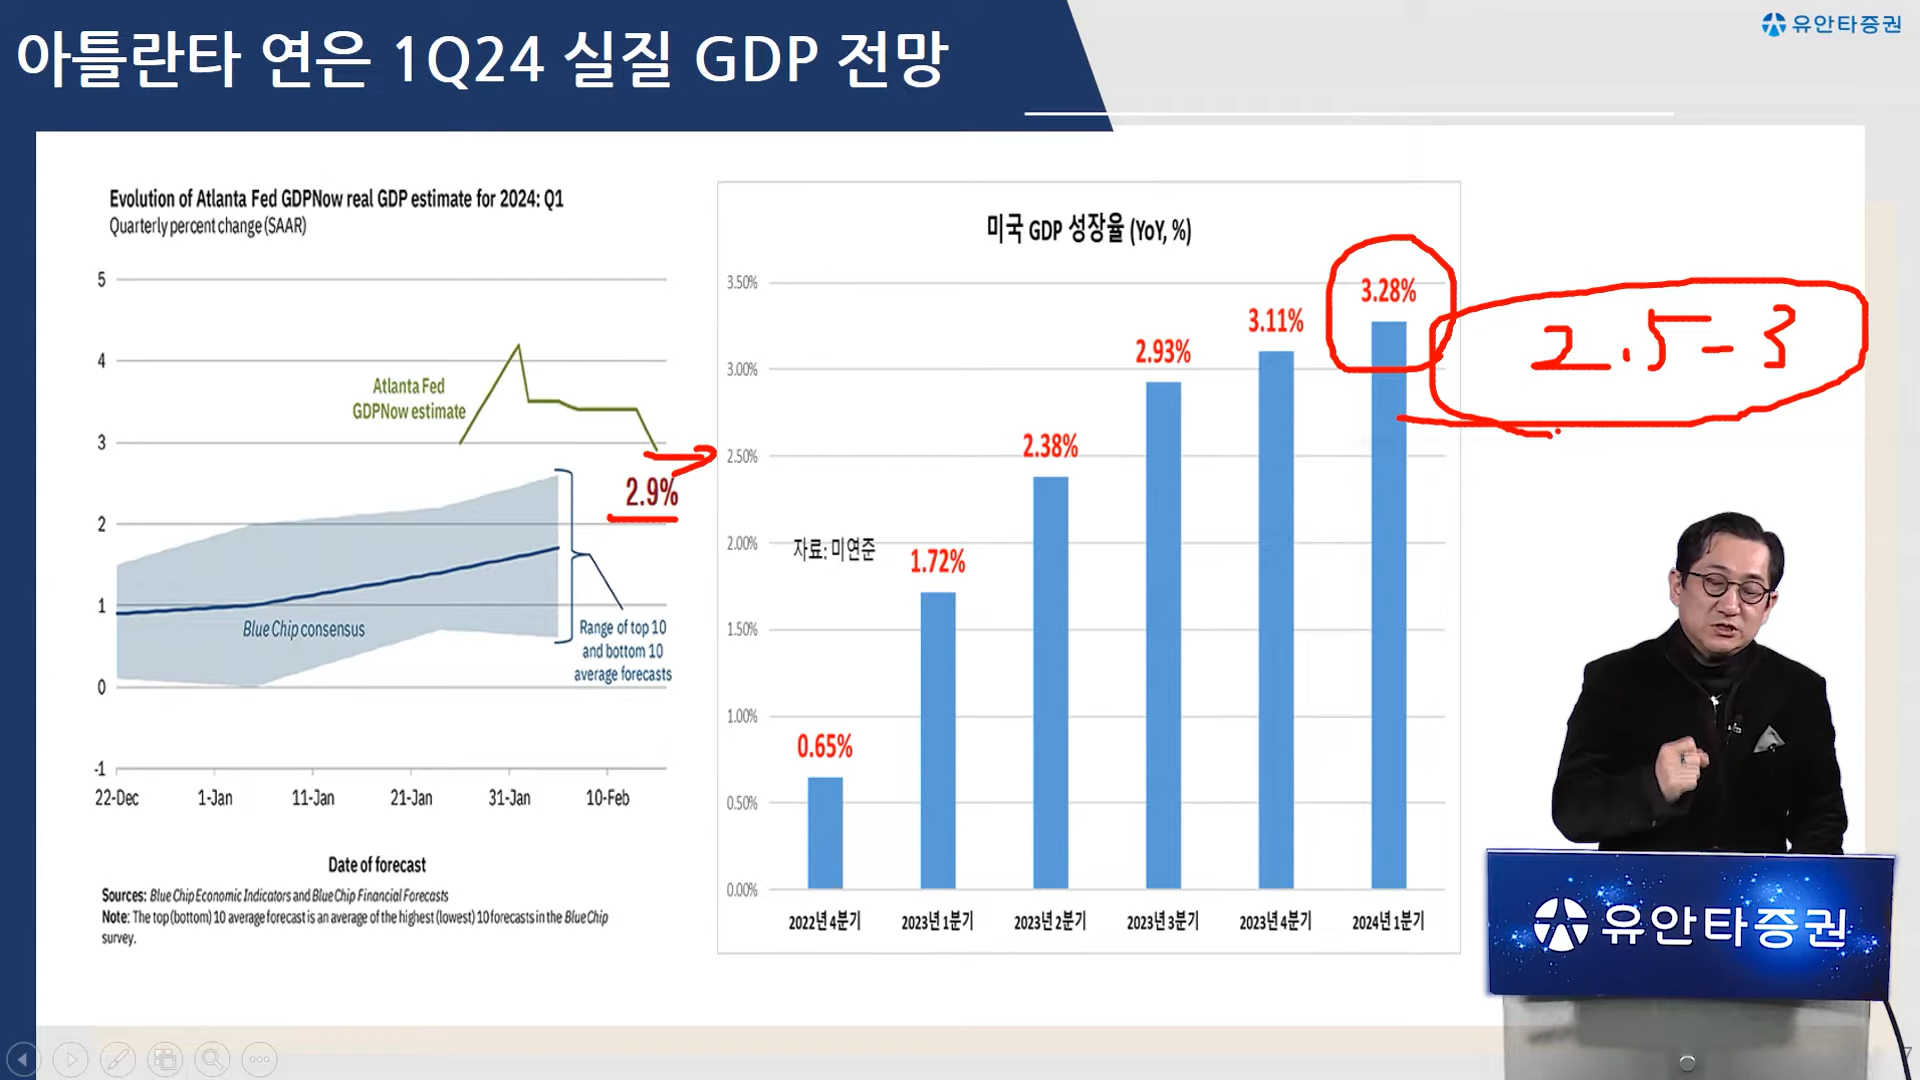 아틀란타 연은 1Q24 실질 GDP 전망
유안타증권
Evolution of Atlanta Fed GDPNow real GDP estimate for 2024: Q1
Quarterly percent change (SAAR)
5
4
3
2
1
0
-1
Atlanta Fed
GDPNow estimate
2.9%
Blue Chip consensus
Range of top 10
and bottom 10
average forecasts
22-Dec
1-Jan
11-Jan
21-Jan
31-Jan
10-Feb
Date of forecast
Sources: Blue Chip Economic Indicators and Blue Chip Financial Forecasts
Note: The top (bottom) 10 average forecast is an average of the highest (lowest) 10 forecasts in the Blue Chip
survey.
미국 GDP 성장율 (YoY, %)
3.50%
3.00%
2.50%
2.00%
1.50%
1.00%
0.50%
0.00%
자료: 미연준
0.65%
1.72%
2.38%
2.93%
3.11%
3.28%
2022년 4분기
2023년 1분기
2023년 2분기
2023년 3분기
2023년 4분기
2024년 1분기
2.5-3
유안타증권
7